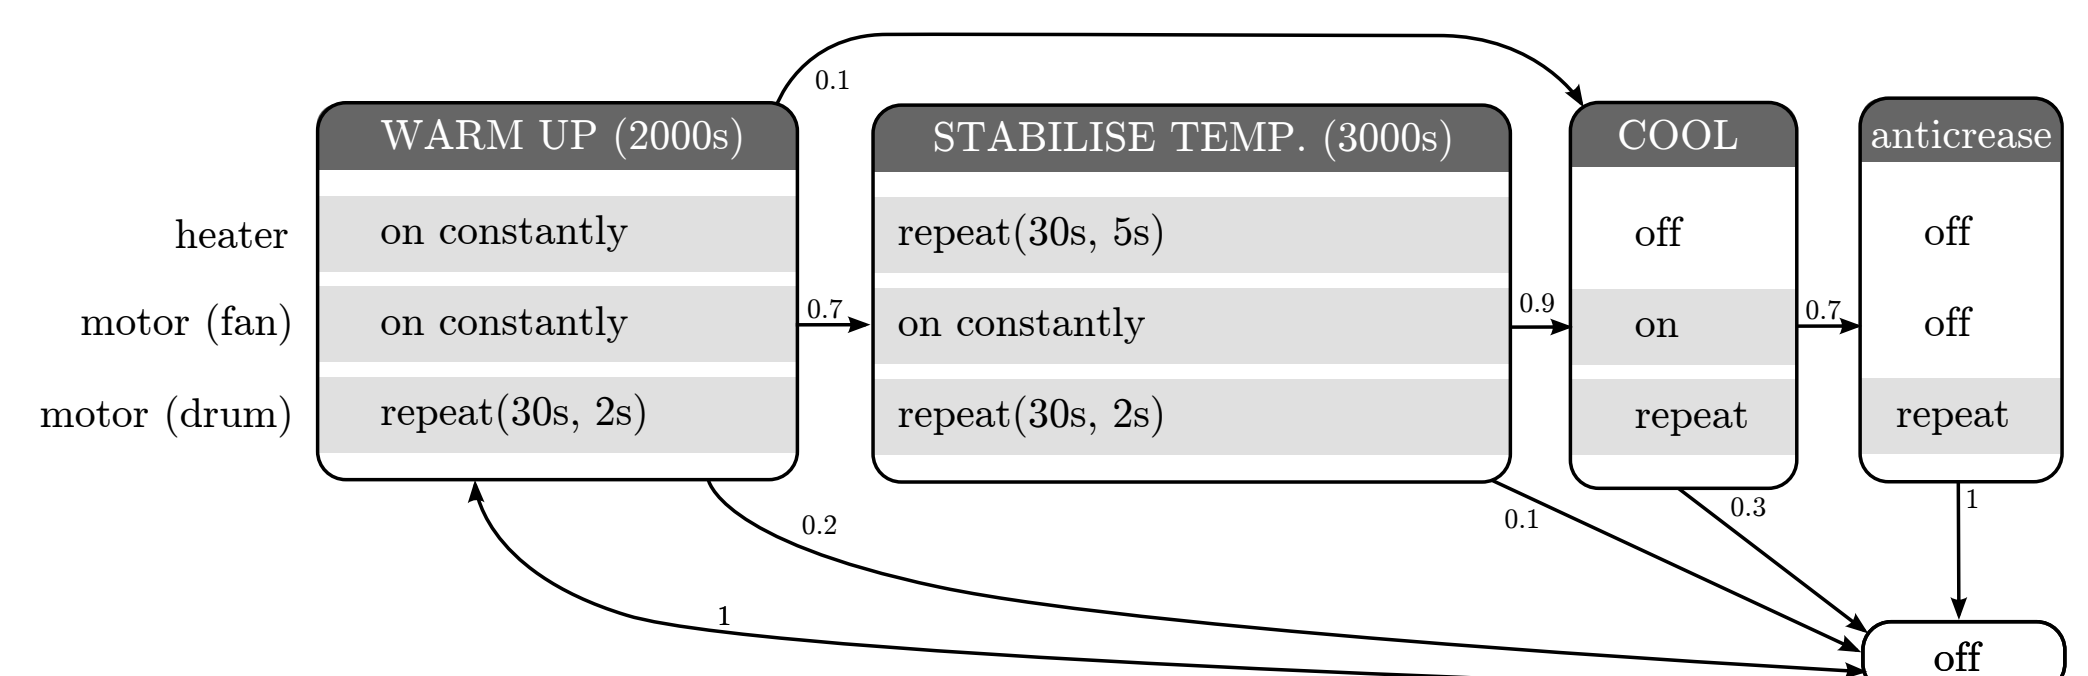 0.1
WARM UP (2000s)
STABILISE TEMP. (3000s)
COOL
anticrease
heater
on constantly
repeat(30s, 5s)
off
off
motor (fan)
on constantly
0.7
on constantly
0.9
on
0.7
off
motor (drum)
repeat(30s, 2s)
repeat(30s, 2s)
repeat
repeat
0.2
0.1
0.3
1
1
off